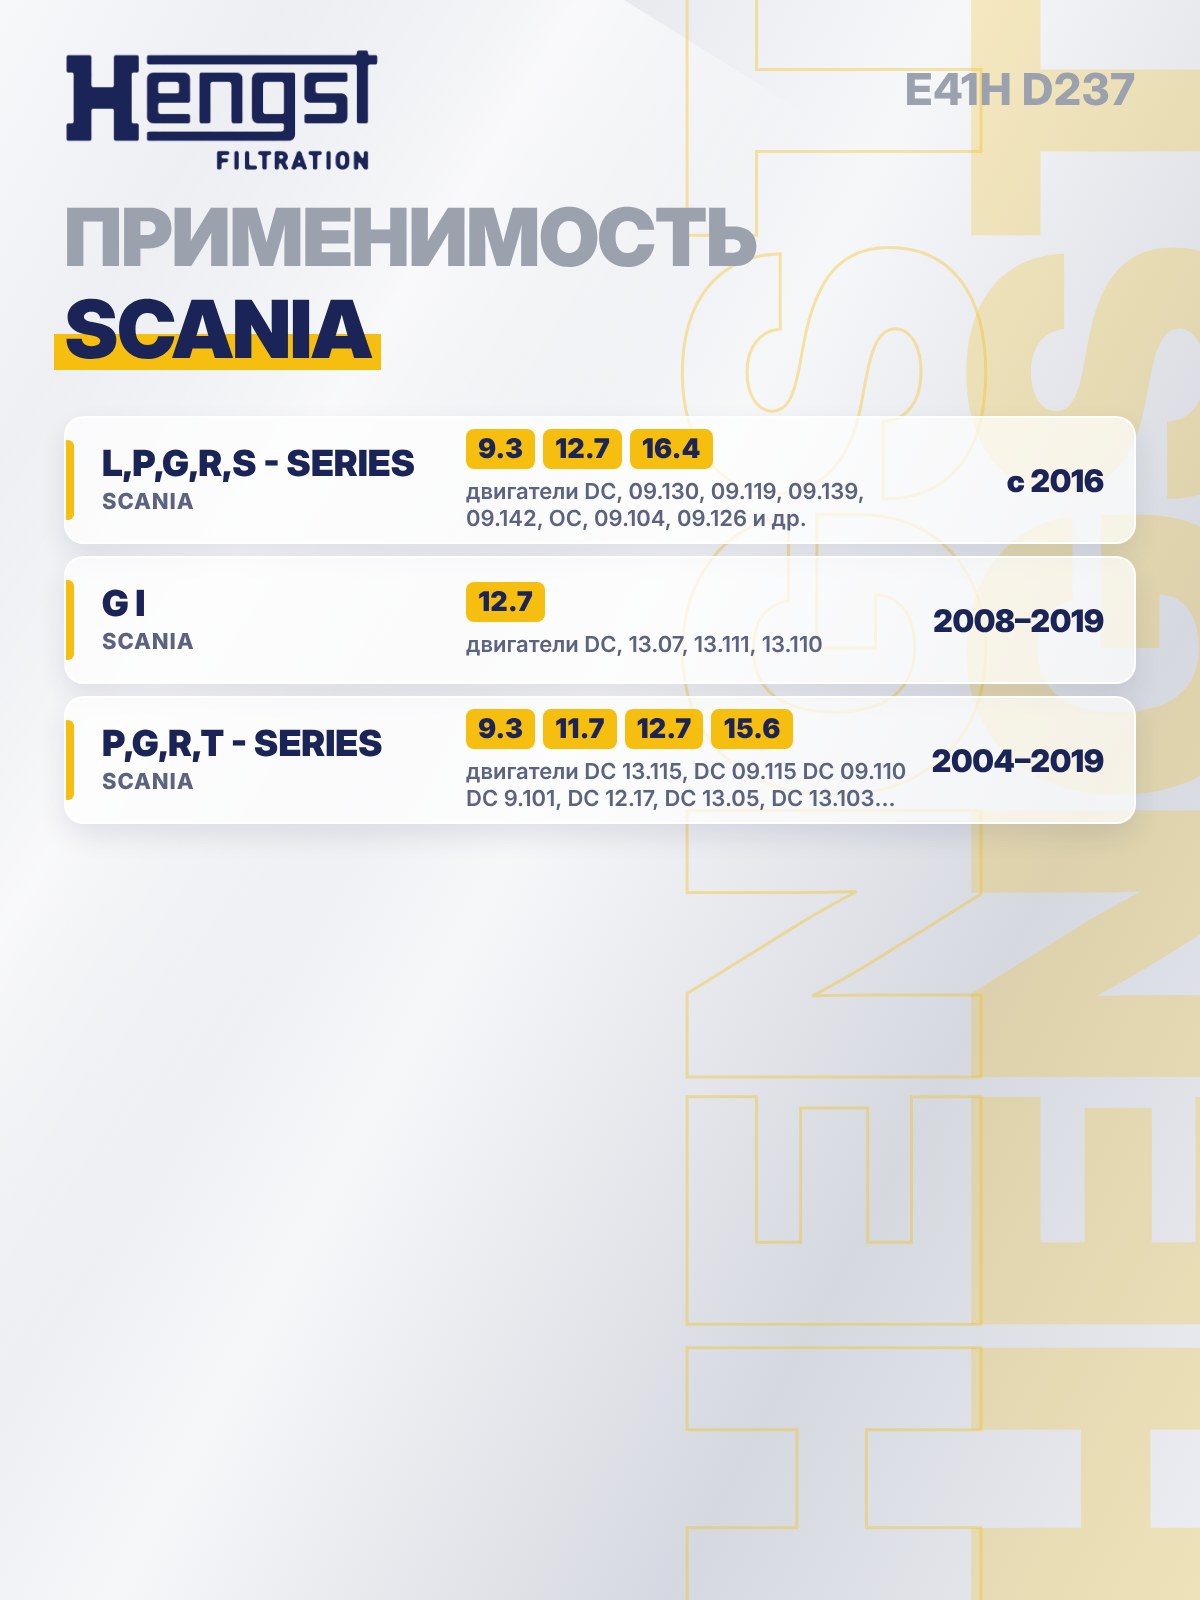 Hengst
FILTRATION
E41H D237
ПРИМЕНИМОСТЬ
SCANIA
L,P,G,R,S - SERIES
SCANIA
9.3 12.7 16.4
двигатели DC, 09.130, 09.119, 09.139,
09.142, OC, 09.104, 09.126 и др.
с 2016
G I
SCANIA
12.7
двигатели DC, 13.07, 13.111, 13.110
2008–2019
P,G,R,T - SERIES
SCANIA
9.3 11.7 12.7 15.6
двигатели DC 13.115, DC 09.115 DC 09.110
DC 9.101, DC 12.17, DC 13.05, DC 13.103...
2004–2019
HENGST
HENGST